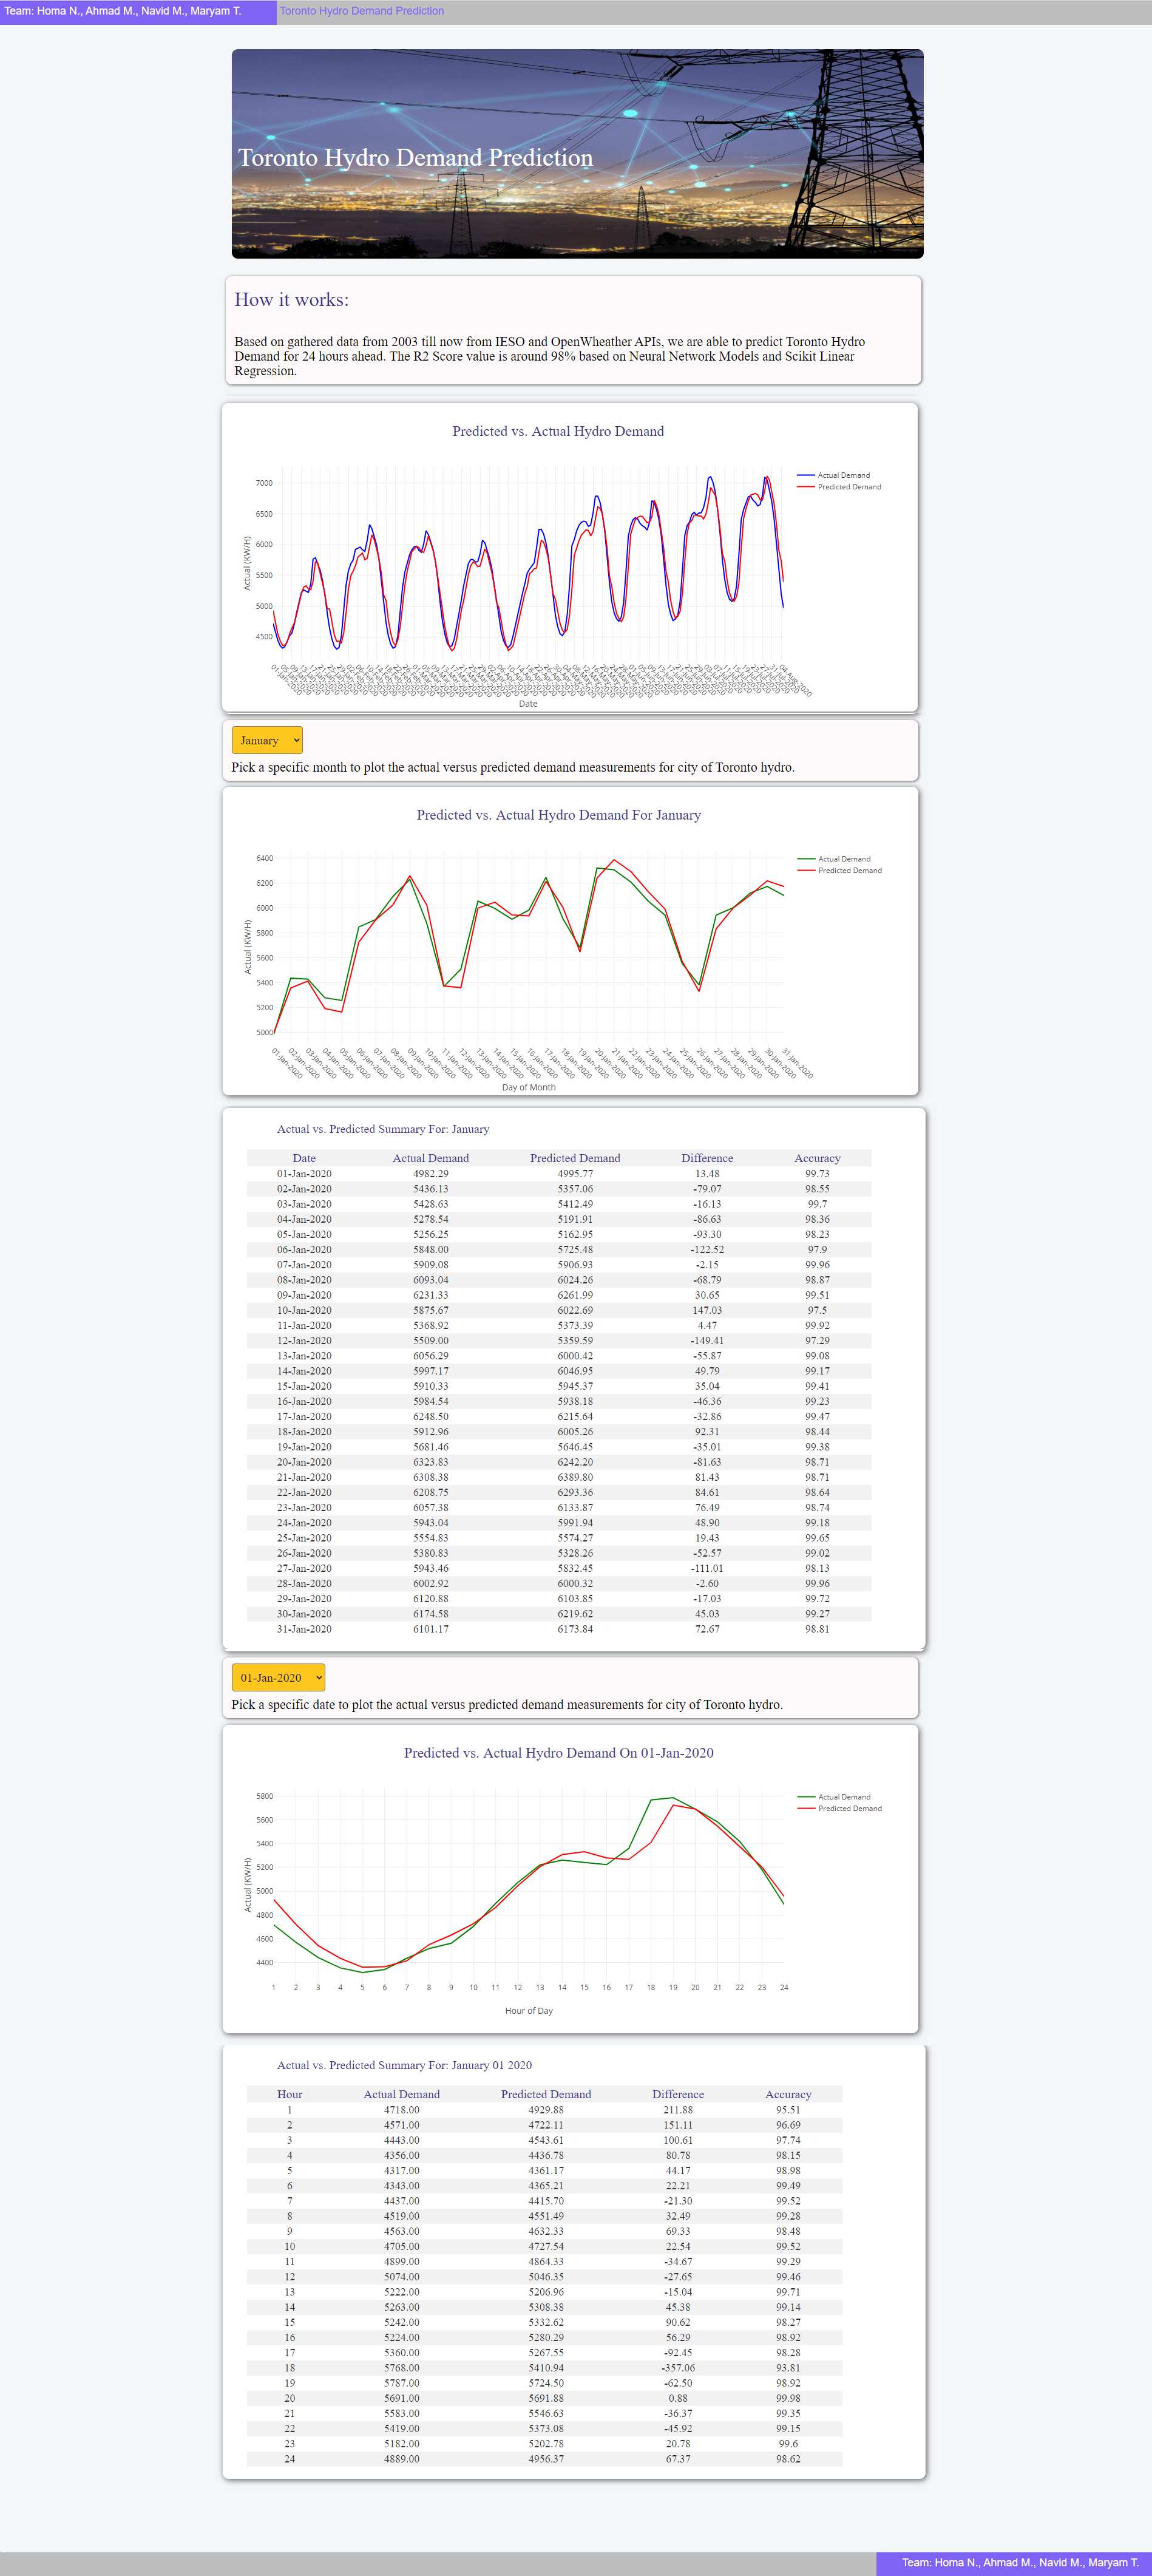 Team: Homa N., Ahmad M., Navid M., Maryam T. Toronto Hydro Demand Prediction
Toronto Hydro Demand Prediction
How it works:
Based on gathered data from 2003 till now from IESO and OpenWheather APIs, we are able to predict Toronto Hydro
Demand for 24 hours ahead. The R2 Score value is around 98% based on Neural Network Models and Scikit Linear
Regression.
Predicted vs. Actual Hydro Demand
Actual Demand
Predicted Demand
7000
6500
6000
5500
5000
4500
Actual (KW/H)
Date
January
Pick a specific month to plot the actual versus predicted demand measurements for city of Toronto hydro.
Predicted vs. Actual Hydro Demand For January
Actual Demand
Predicted Demand
6400
6200
6000
5800
5600
5400
5200
5000
Actual (KW/H)
01-Jan-2020 02-Jan-2020 03-Jan-2020 04-Jan-2020 05-Jan-2020 06-Jan-2020 07-Jan-2020 08-Jan-2020 09-Jan-2020 10-Jan-2020 11-Jan-2020 12-Jan-2020 13-Jan-2020 14-Jan-2020 15-Jan-2020 16-Jan-2020 17-Jan-2020 18-Jan-2020 19-Jan-2020 20-Jan-2020 21-Jan-2020 22-Jan-2020 23-Jan-2020 24-Jan-2020 25-Jan-2020 26-Jan-2020 27-Jan-2020 28-Jan-2020 29-Jan-2020 30-Jan-2020 31-Jan-2020
Day of Month
Actual vs. Predicted Summary For: January
Date Actual Demand Predicted Demand Difference Accuracy
01-Jan-2020 4982.29 4995.77 13.48 99.73
02-Jan-2020 5436.13 5357.06 -79.07 98.55
03-Jan-2020 5428.63 5412.49 -16.13 99.7
04-Jan-2020 5278.54 5191.91 -86.63 98.36
05-Jan-2020 5256.25 5162.95 -93.30 98.23
06-Jan-2020 5848.00 5725.48 -122.52 97.9
07-Jan-2020 5909.08 5906.93 -2.15 99.96
08-Jan-2020 6093.04 6024.26 -68.79 98.87
09-Jan-2020 6231.33 6261.99 30.65 99.51
10-Jan-2020 5875.67 6022.69 147.03 97.5
11-Jan-2020 5368.92 5373.39 4.47 99.92
12-Jan-2020 5509.00 5359.59 -149.41 97.29
13-Jan-2020 6056.29 6000.42 -55.87 99.08
14-Jan-2020 5997.17 6046.95 49.79 99.17
15-Jan-2020 5910.33 5945.37 35.04 99.41
16-Jan-2020 5984.54 5938.18 -46.36 99.23
17-Jan-2020 6248.50 6215.64 -32.86 99.47
18-Jan-2020 5912.96 6005.26 92.31 98.44
19-Jan-2020 5681.46 5646.45 -35.01 99.38
20-Jan-2020 6323.83 6242.20 -81.63 98.71
21-Jan-2020 6308.38 6389.80 81.43 98.71
22-Jan-2020 6208.75 6293.36 84.61 98.64
23-Jan-2020 6057.38 6133.87 76.49 98.74
24-Jan-2020 5943.04 5991.94 48.90 99.18
25-Jan-2020 5554.83 5574.27 19.43 99.65
26-Jan-2020 5380.83 5328.26 -52.57 99.02
27-Jan-2020 5943.46 5832.45 -111.01 98.13
28-Jan-2020 6002.92 6000.32 -2.60 99.96
29-Jan-2020 6120.88 6103.85 -17.03 99.72
30-Jan-2020 6174.58 6219.62 45.03 99.27
31-Jan-2020 6101.17 6173.84 72.67 98.81
01-Jan-2020
Pick a specific date to plot the actual versus predicted demand measurements for city of Toronto hydro.
Predicted vs. Actual Hydro Demand On 01-Jan-2020
Actual Demand
Predicted Demand
5800
5600
5400
5200
5000
4800
4600
4400
Actual (KW/H)
1 2 3 4 5 6 7 8 9 10 11 12 13 14 15 16 17 18 19 20 21 22 23 24
Hour of Day
Actual vs. Predicted Summary For: January 01 2020
Hour Actual Demand Predicted Demand Difference Accuracy
1 4718.00 4929.88 211.88 95.51
2 4571.00 4722.11 151.11 96.69
3 4443.00 4543.61 100.61 97.74
4 4356.00 4436.78 80.78 98.15
5 4317.00 4361.17 44.17 98.98
6 4343.00 4365.21 22.21 99.49
7 4437.00 4415.70 -21.30 99.52
8 4519.00 4551.49 32.49 99.28
9 4563.00 4632.33 69.33 98.48
10 4705.00 4727.54 22.54 99.52
11 4899.00 4864.33 -34.67 99.29
12 5074.00 5046.35 -27.65 99.46
13 5222.00 5206.96 -15.04 99.71
14 5263.00 5308.38 45.38 99.14
15 5242.00 5332.62 90.62 98.27
16 5224.00 5280.29 56.29 98.92
17 5360.00 5267.55 -92.45 98.28
18 5768.00 5410.94 -357.06 93.81
19 5787.00 5724.50 -62.50 98.92
20 5691.00 5691.88 0.88 99.98
21 5583.00 5546.63 -36.37 99.35
22 5419.00 5373.08 -45.92 99.15
23 5182.00 5202.78 20.78 99.6
24 4889.00 4956.37 67.37 98.62
Team: Homa N., Ahmad M., Navid M., Maryam T.